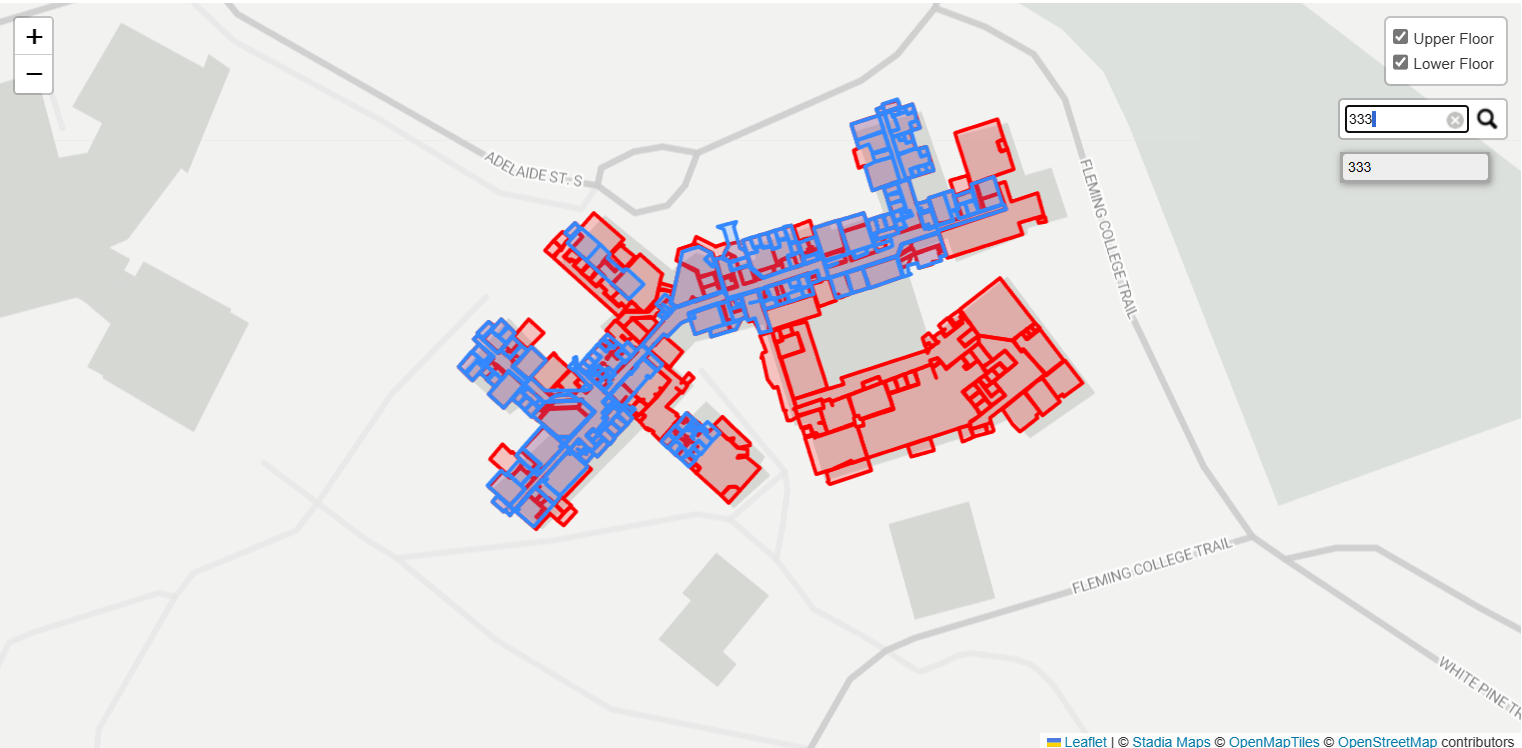 +
−
Upper Floor
Lower Floor
333
333
ADELAIDE ST. S
FLEMING COLLEGE TRAIL
FLEMING COLLEGE TRAIL
WHITE PINE TR
Leaflet | © Stadia Maps © OpenMapTiles © OpenStreetMap contributors